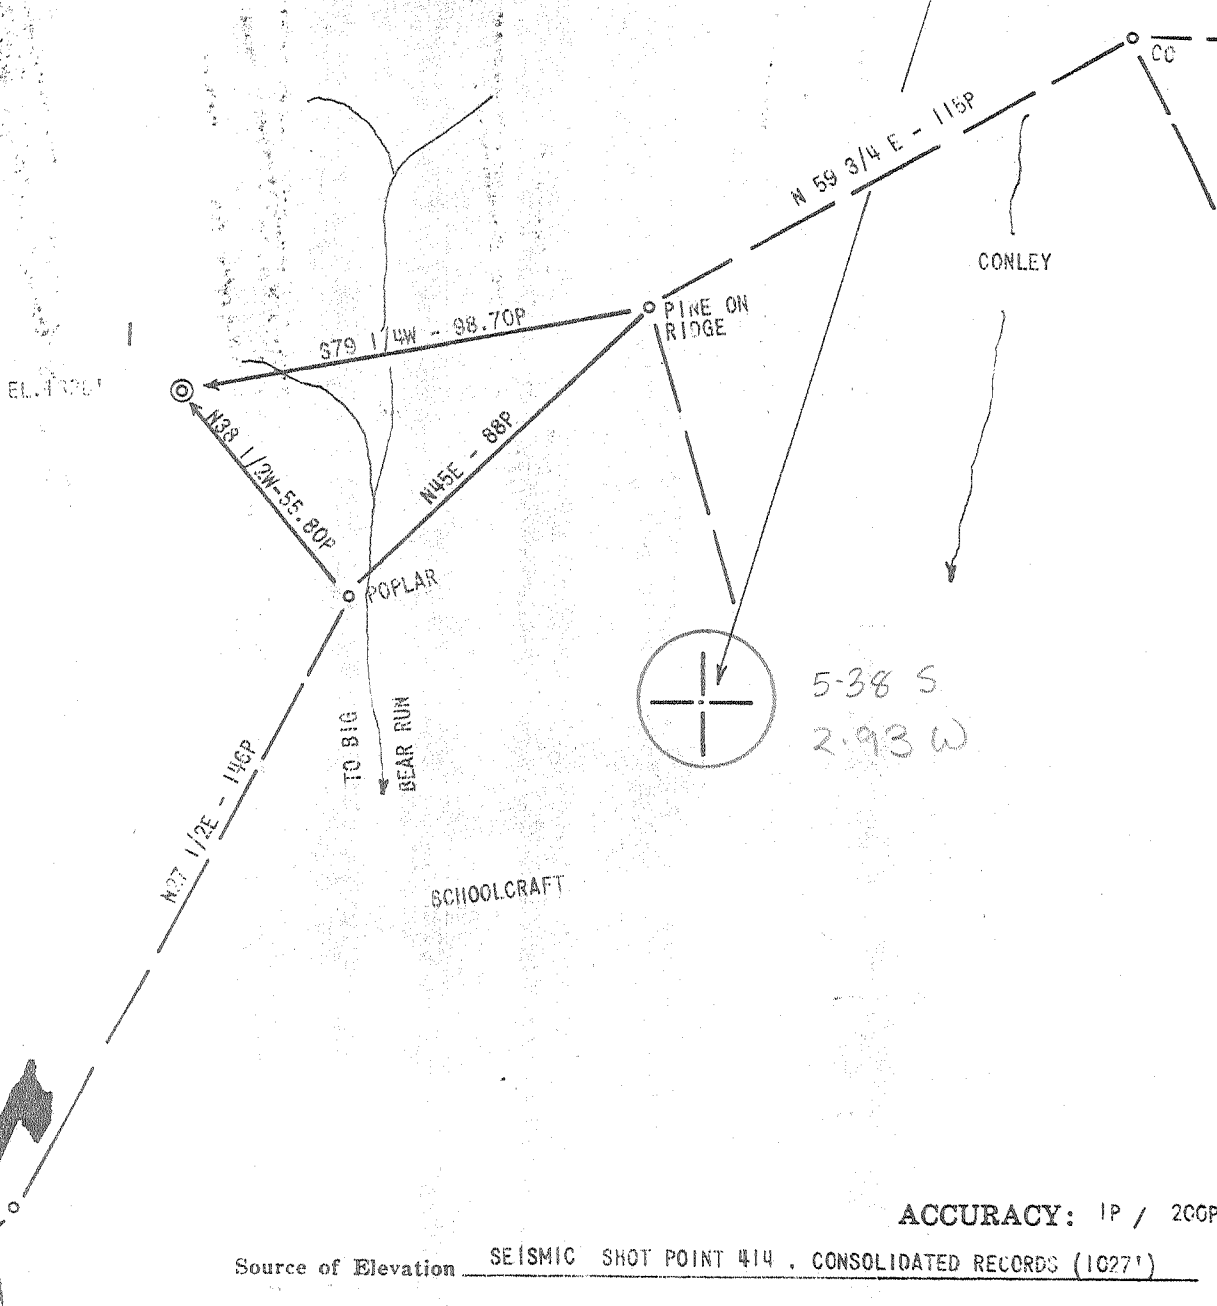 CO
N 59 3/4 E - 115P
CONLEY
PINE ON
RIDGE
S79 1/4W - 98.70P
EL.
N38 1/2W-55.80P
N45E - 88P
POPLAR
5-38 S
2.93 W
TO BIG
BEAR RUN
1/2E - 146P
SCHOOLCRAFT
ACCURACY: 1P / 200P
Source of Elevation SEISMIC SHOT POINT 414 . CONSOLIDATED RECORDS (1027')